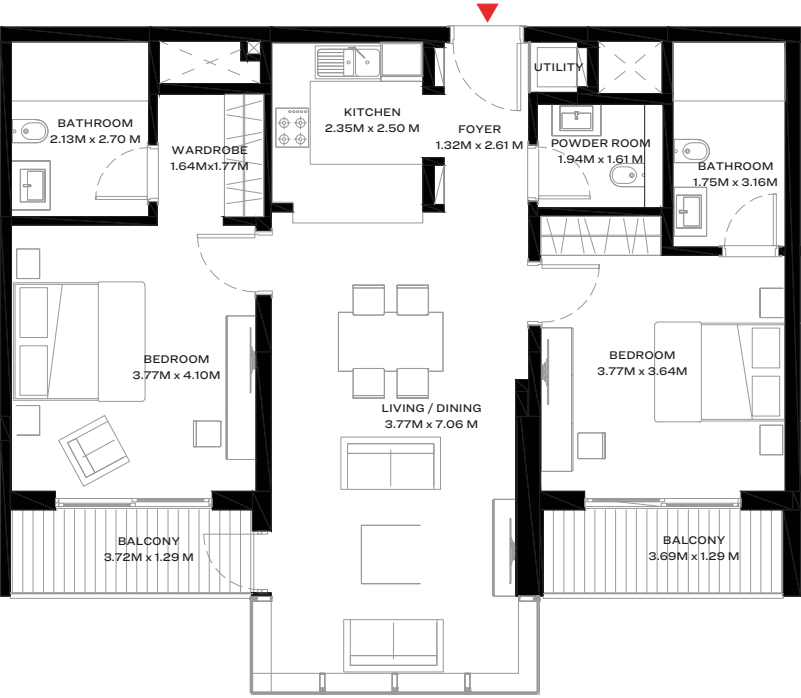 UTILITY
BATHROOM
2.13M x 2.70 M
WARDROBE
1.64Mx1.77M
KITCHEN
2.35M x 2.50 M
FOYER
1.32M x 2.61 M
POWDER ROOM
1.94M x 1.61 M
BATHROOM
1.75M x 3.16M
BEDROOM
3.77M x 4.10M
BEDROOM
3.77M x 3.64M
LIVING / DINING
3.77M x 7.06 M
BALCONY
3.72M x 1.29 M
BALCONY
3.69M x 1.29 M